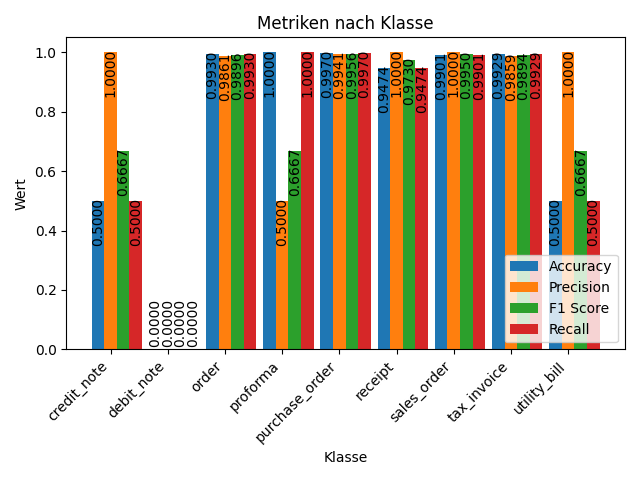 Metriken nach Klasse
Wert
1.0
0.8
0.6
0.4
0.2
0.0
0.5000
1.0000
0.6667
0.5000
0.0000
0.0000
0.0000
0.0000
0.9930
0.9861
0.9896
0.9930
1.0000
0.5000
0.6667
1.0000
0.9970
0.9941
0.9956
0.9970
0.9474
1.0000
0.9730
0.9474
0.9901
1.0000
0.9950
0.9901
0.9929
0.9859
0.9894
0.9929
0.5000
1.0000
0.6667
0.5000
Accuracy
Precision
F1 Score
Recall
credit_note
debit_note
order
proforma
purchase_order
receipt
sales_order
tax_invoice
utility_bill
Klasse